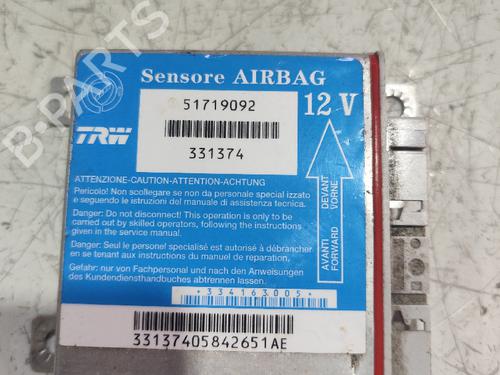 Sensore AIRBAG
51719092
12 V
TRW
331374
ATTENZIONE-CAUTION-ATTENTION-ACHTUNG
Pericolo! Non scollegare se non da personale special izzato
e seguendo le istruzioni del manuale di assistenza tecnica.
Danger: Do not disconnect! This operation is only to be
carried out by skilled operators, following the instructions
given in the service manual.
Danger: Seul le personel spécialisé est autorisé à débrancher
en se tenant aux instructions du manuel de reparation.
Gefahr: nur von Fachpersonal und nach den Anweisungen
des Kundendiensthandbuches abtrennen lassen.
AVANTI DEVANT
FORWARD VORNE
*334163005*
33137405842651AE
B-PARTS